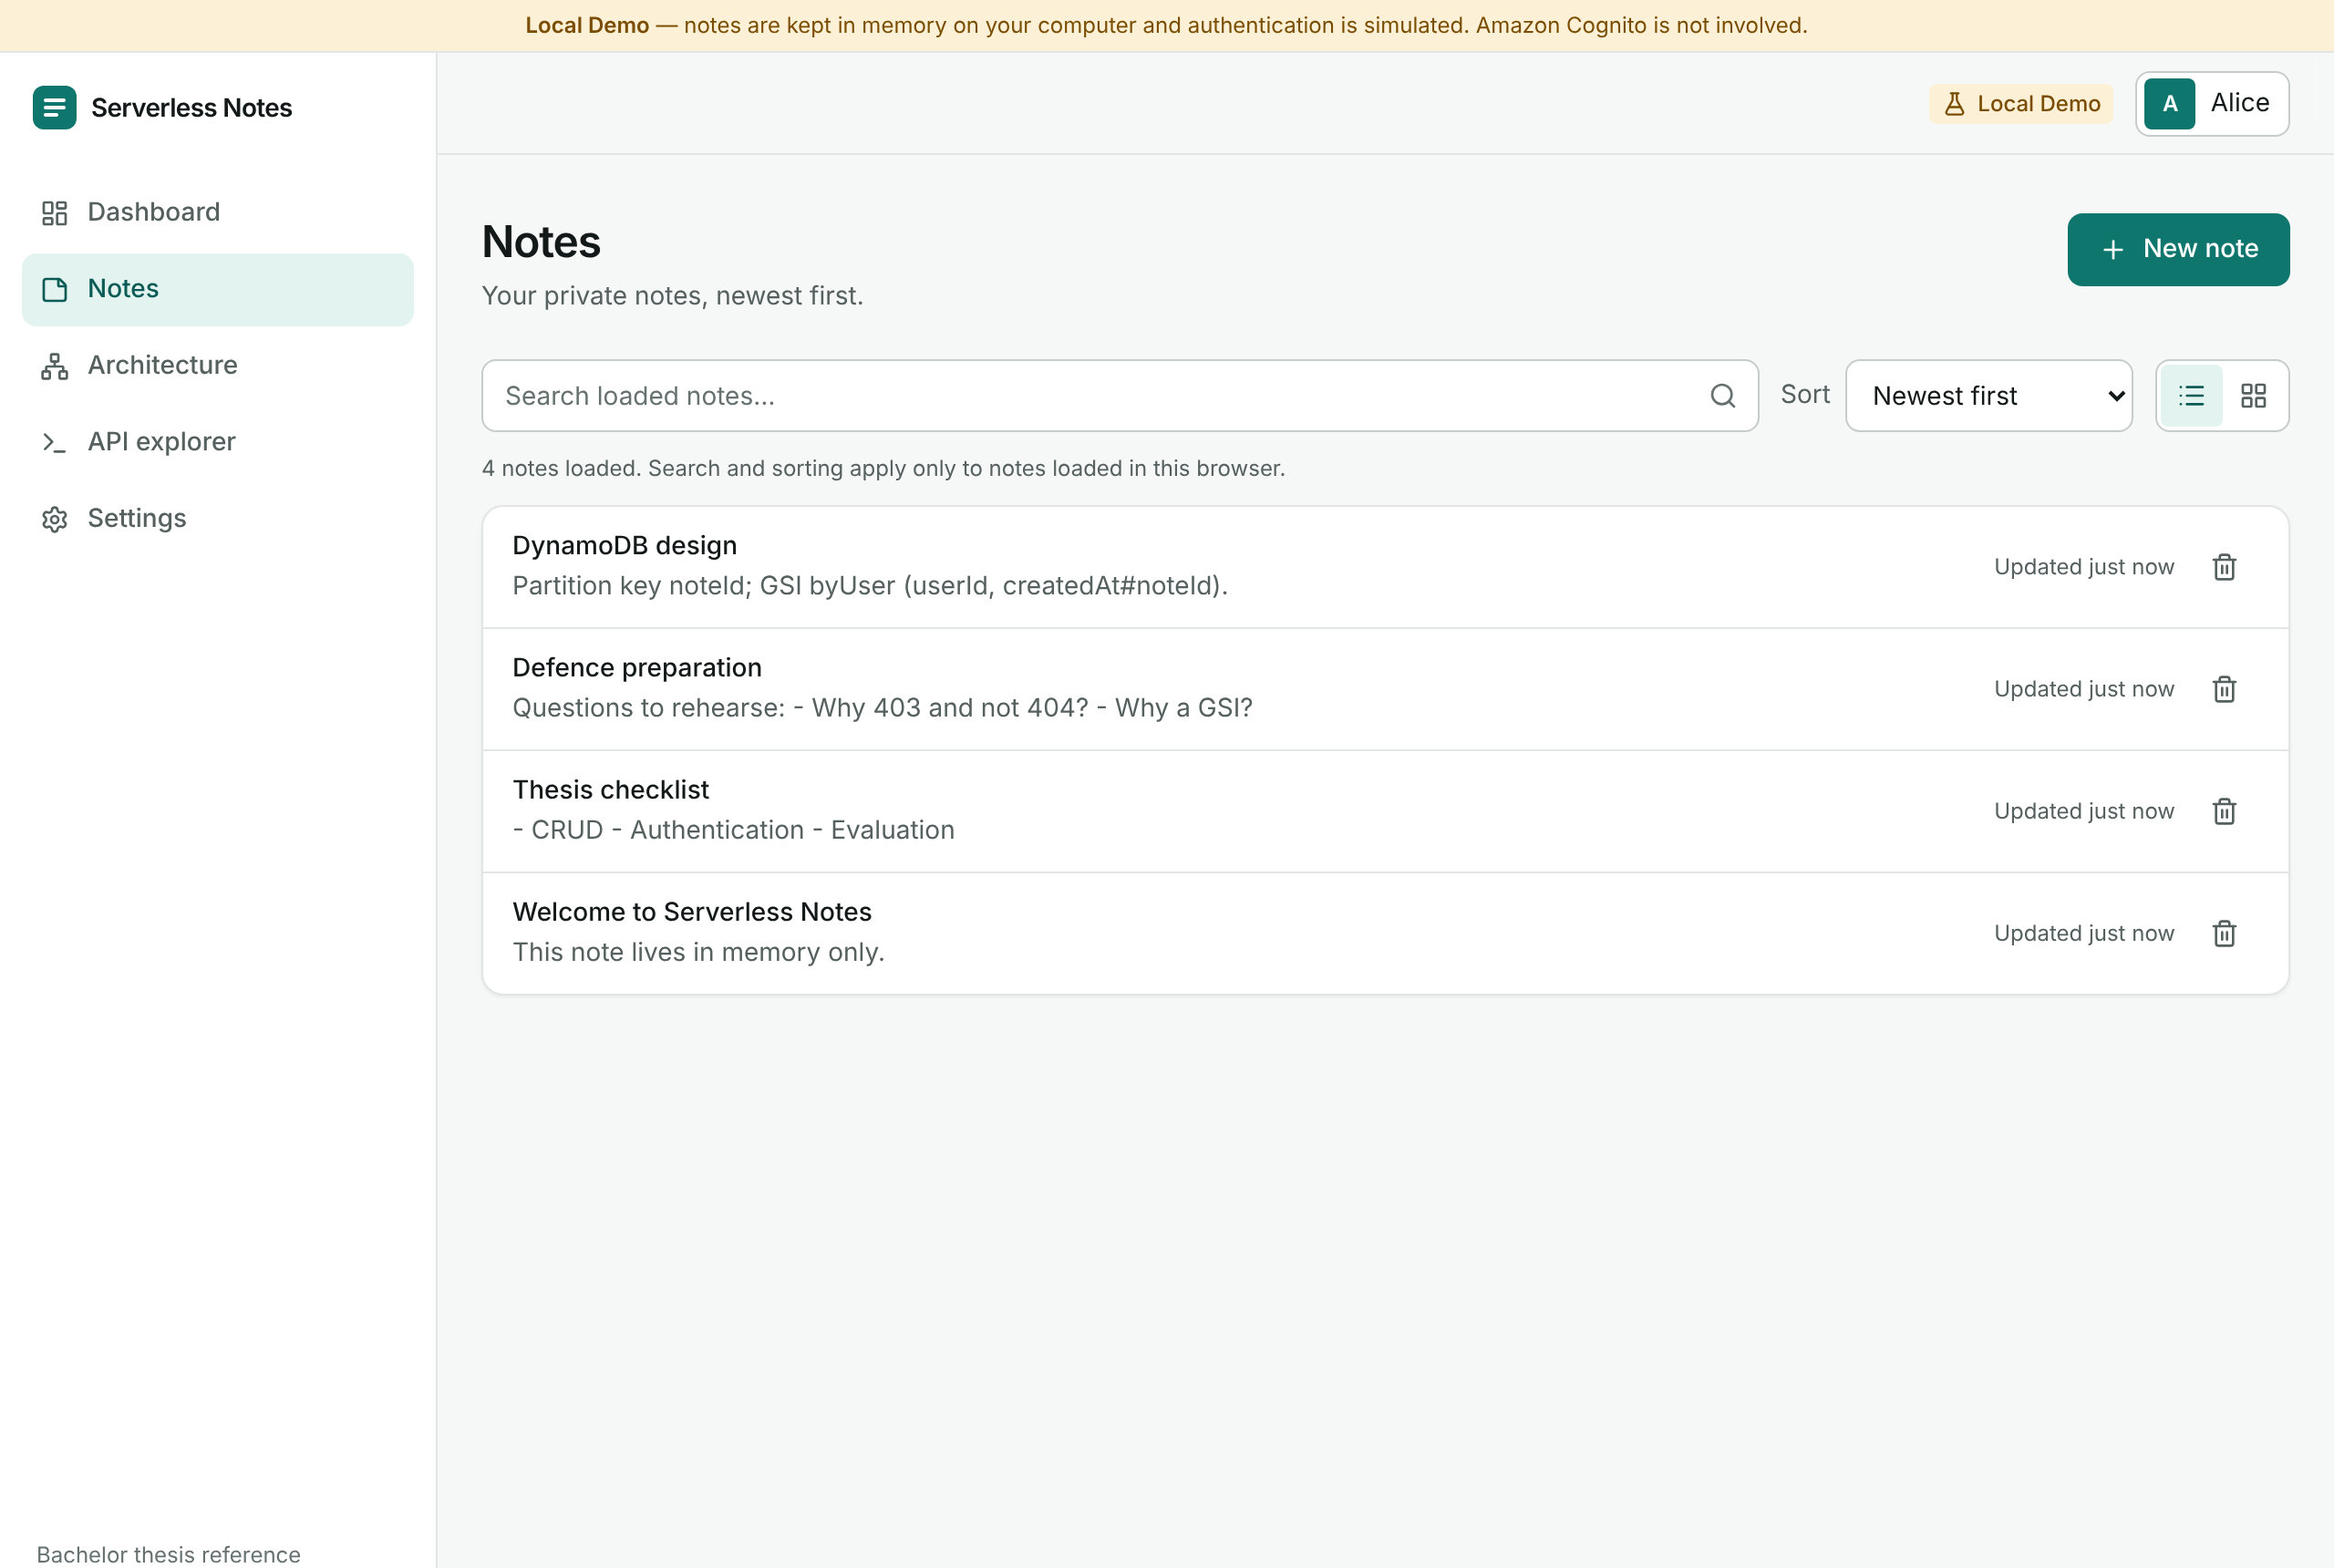 Local Demo — notes are kept in memory on your computer and authentication is simulated. Amazon Cognito is not involved.
Serverless Notes
Local Demo
A
Alice
Dashboard
Notes
Architecture
API explorer
Settings
Notes
Your private notes, newest first.
New note
Search loaded notes...
Sort
Newest first
4 notes loaded. Search and sorting apply only to notes loaded in this browser.
DynamoDB design
Partition key noteId; GSI byUser (userId, createdAt#noteId).
Updated just now
Defence preparation
Questions to rehearse: - Why 403 and not 404? - Why a GSI?
Updated just now
Thesis checklist
- CRUD - Authentication - Evaluation
Updated just now
Welcome to Serverless Notes
This note lives in memory only.
Updated just now
Bachelor thesis reference